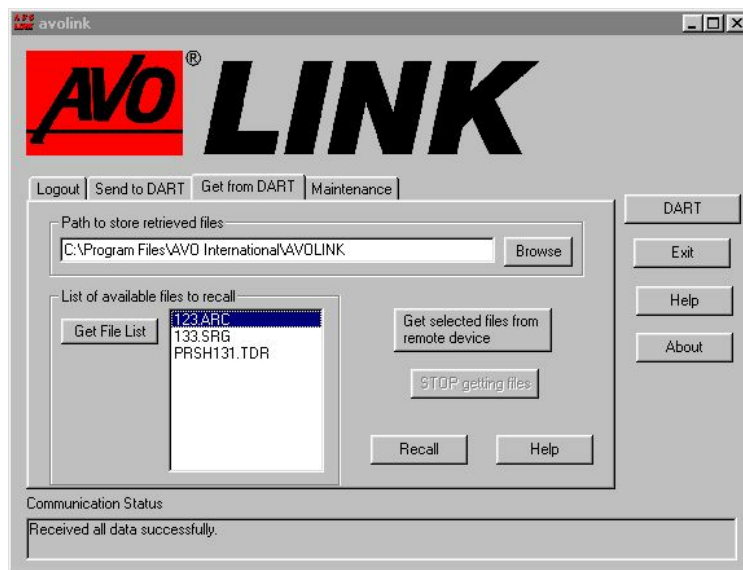 avolink
AVO® LINK
Logout Send to DART Get from DART Maintenance
DART
Path to store retrieved files
C:\Program Files\AVO International\AVOLINK Browse
Exit
List of available files to recall
Get File List
123.ARC
133.SRG
PRSH131.TDR
Get selected files from
remote device
STOP getting files
Recall Help
Help
About
Communication Status
Received all data successfully.